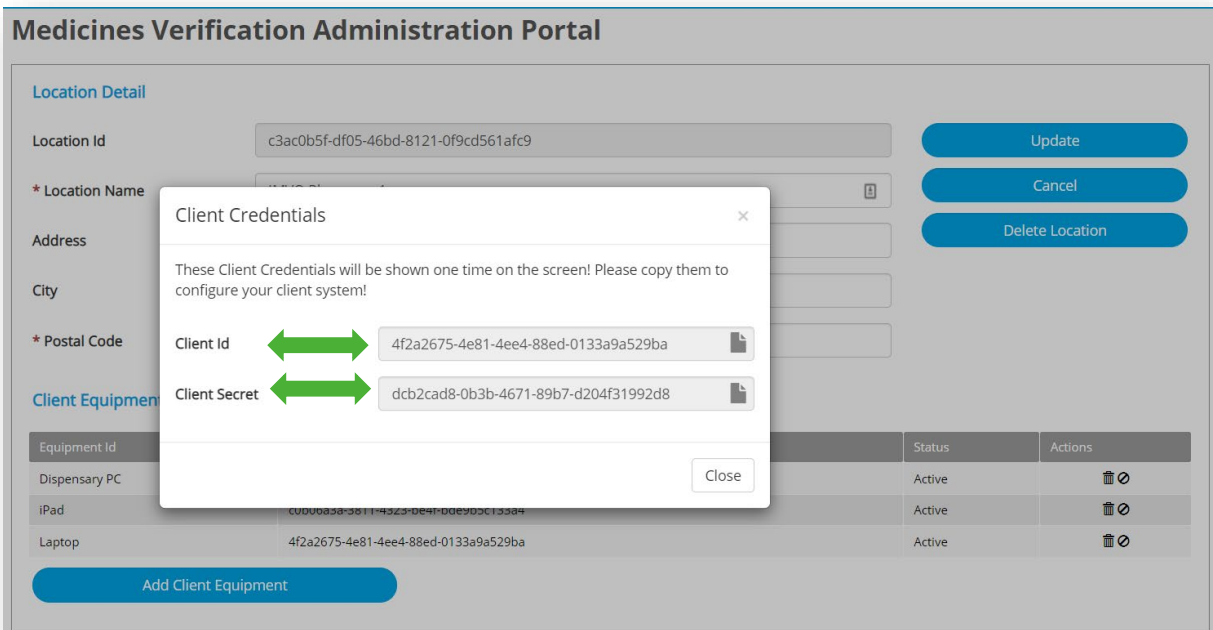 Medicines Verification Administration Portal
Location Detail
Location Id
c3ac0b5f-df05-46bd-8121-0f9cd561afc9
Update
* Location Name
Cancel
Address
Delete Location
City
* Postal Code
Client Credentials
These Client Credentials will be shown one time on the screen! Please copy them to
configure your client system!
Client Id
4f2a2675-4e81-4ee4-88ed-0133a9a529ba
Client Secret
dcb2cad8-0b3b-4671-89b7-d204f31992d8
Close
Client Equipment
Equipment Id Status Actions
Dispensary PC Active
iPad Active
Laptop 4f2a2675-4e81-4ee4-88ed-0133a9a529ba Active
Add Client Equipment